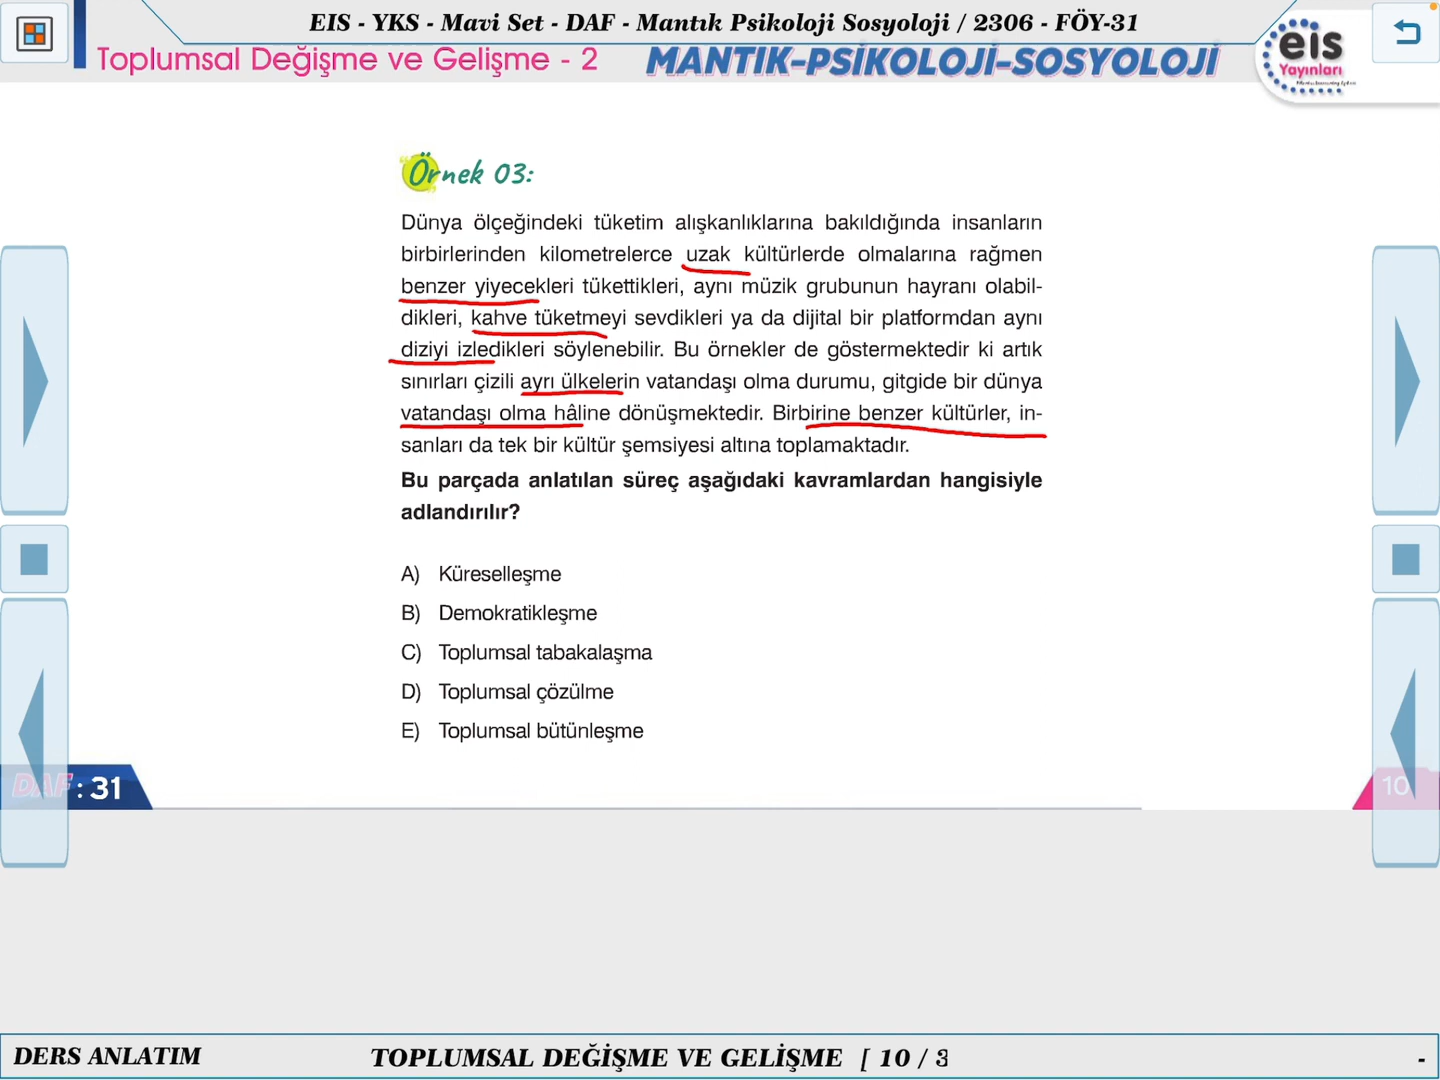 EIS - YKS - Mavi Set - DAF - Mantık Psikoloji Sosyoloji / 2306 - FÖY-31
Toplumsal Değişme ve Gelişme - 2
MANTIK-PSİKOLOJİ-SOSYOLOJİ
eis
Yayınları
Örnek 03:
Dünya ölçeğindeki tüketim alışkanlıklarına bakıldığında insanların
birbirlerinden kilometrelerce uzak kültürlerde olmalarına rağmen
benzer yiyecekleri tükettikleri, aynı müzik grubunun hayranı olabil-
dikleri, kahve tüketmeyi sevdikleri ya da dijital bir platformdan aynı
diziyi izledikleri söylenebilir. Bu örnekler de göstermektedir ki artık
sınırları çizili ayrı ülkelerin vatandaşı olma durumu, gitgide bir dünya
vatandaşı olma hâline dönüşmektedir. Birbirine benzer kültürler, in-
sanları da tek bir kültür şemsiyesi altına toplamaktadır.
Bu parçada anlatılan süreç aşağıdaki kavramlardan hangisiyle
adlandırılır?
A) Küreselleşme
B) Demokratikleşme
C) Toplumsal tabakalaşma
D) Toplumsal çözülme
E) Toplumsal bütünleşme
DAF : 31
10
DERS ANLATIM
TOPLUMSAL DEĞİŞME VE GELİŞME [ 10 / 3
-